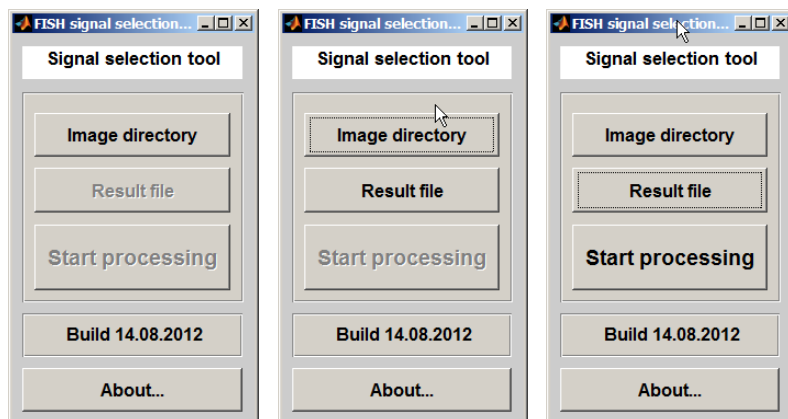 FISH signal selection...
Signal selection tool
Image directory
Result file
Start processing
Build 14.08.2012
About...
FISH signal selection...
Signal selection tool
Image directory
Result file
Start processing
Build 14.08.2012
About...
FISH signal selection...
Signal selection tool
Image directory
Result file
Start processing
Build 14.08.2012
About...